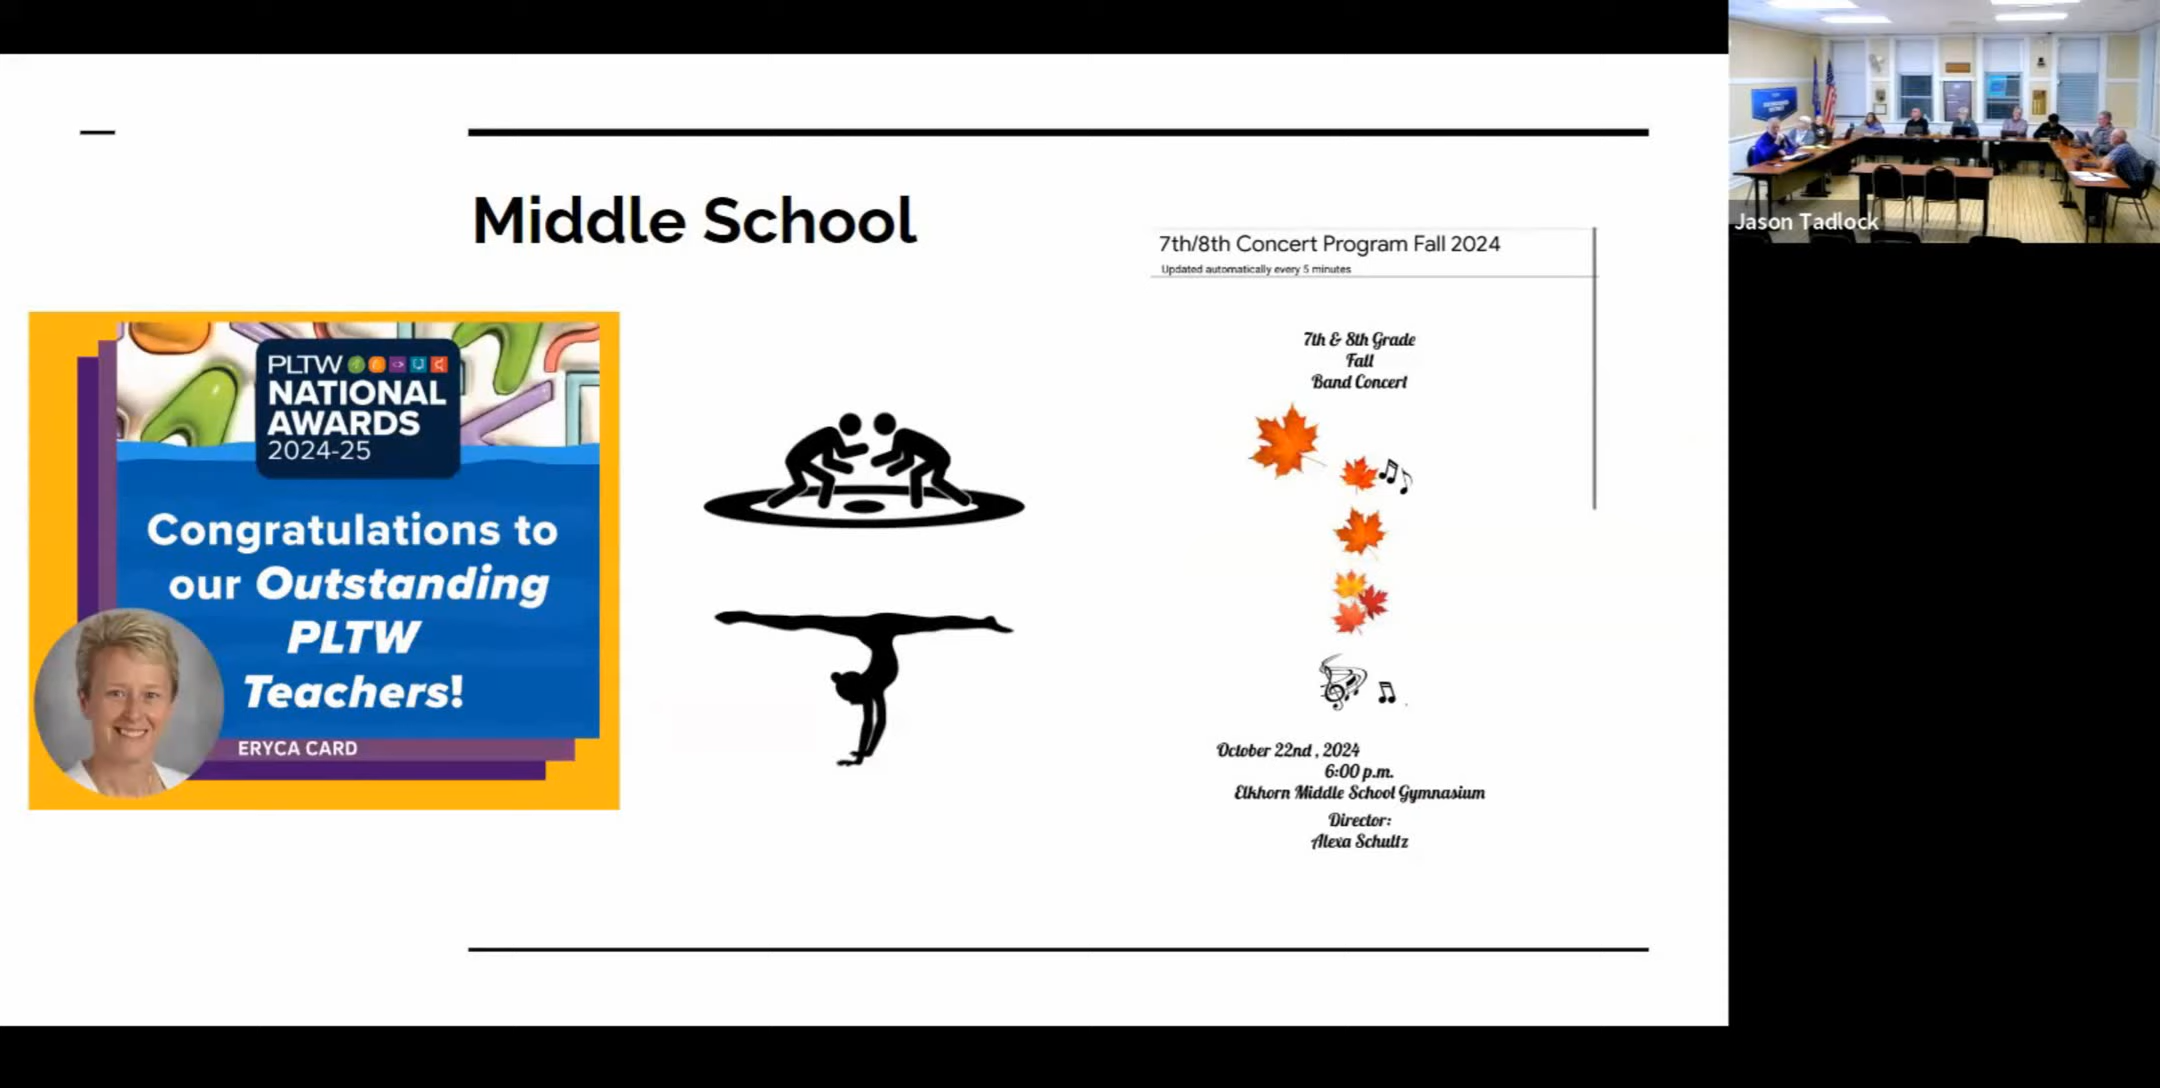 Middle School
PLTW
NATIONAL
AWARDS
2024-25
Congratulations to
our Outstanding
PLTW
Teachers!
ERYCA CARD
7th/8th Concert Program Fall 2024
Updated automatically every 5 minutes
7th & 8th Grade
Fall
Band Concert
October 22nd , 2024
6:00 p.m.
Elkhorn Middle School Gymnasium
Director:
Alexa Schultz
Jason Tadlock